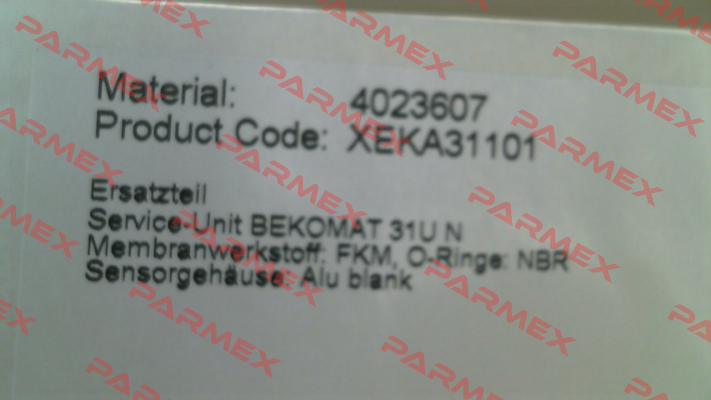 Material: 4023607
Product Code: XEKA31101
Ersatzteil
Service-Unit BEKOMAT 31U N
Membranwerkstoff: FKM, O-Ringe: NBR
Sensorgehäuse: Alu blank
PARMEX